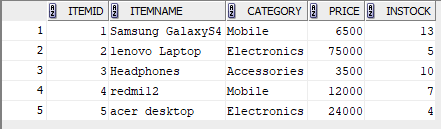 ITEMID ITEMNAME CATEGORY PRICE INSTOCK
1 1 Samsung GalaxyS4 Mobile 6500 13
2 2 lenovo Laptop Electronics 75000 5
3 3 Headphones Accessories 3500 10
4 4 redmi12 Mobile 12000 7
5 5 acer desktop Electronics 24000 4